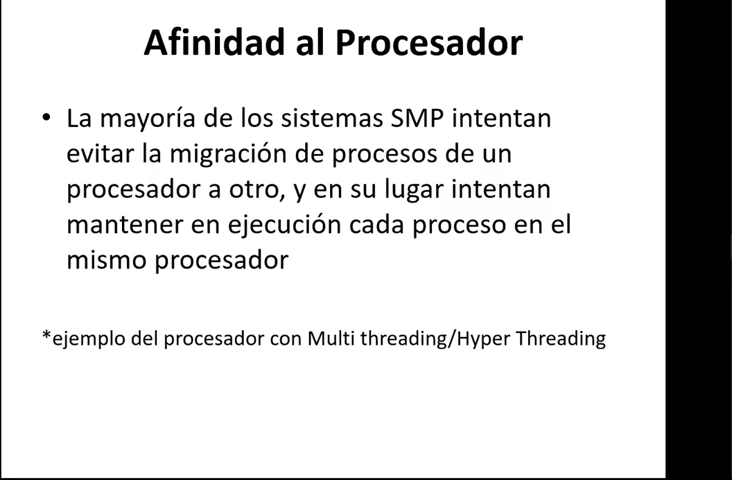 Afinidad al Procesador
• La mayoría de los sistemas SMP intentan
evitar la migración de procesos de un
procesador a otro, y en su lugar intentan
mantener en ejecución cada proceso en el
mismo procesador
*ejemplo del procesador con Multi threading/Hyper Threading